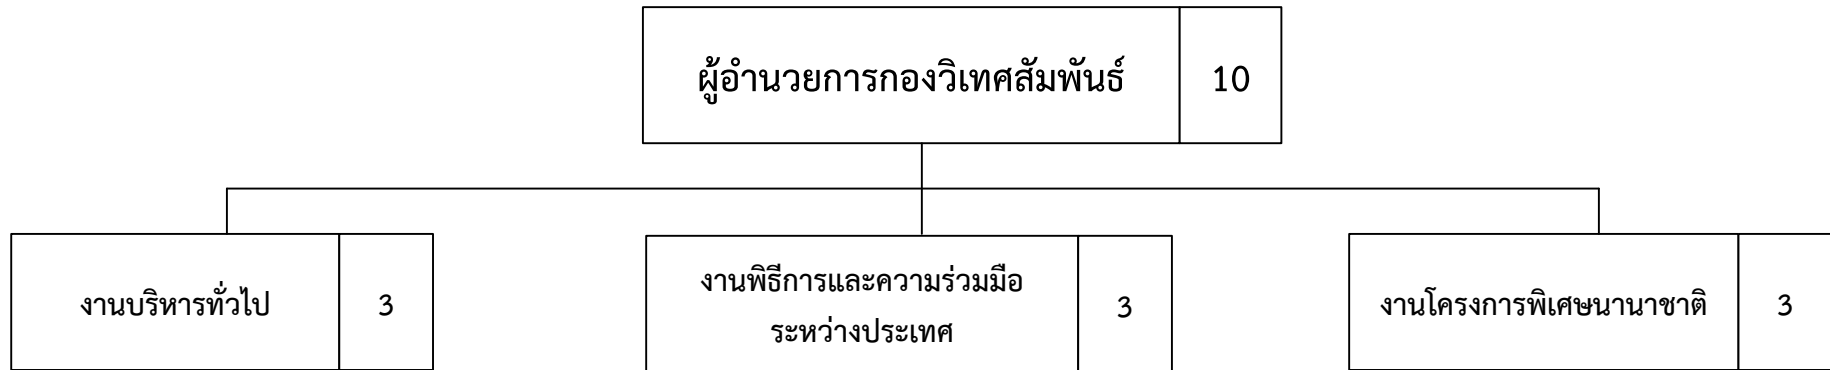 ผู้อำนวยการกองวิเทศสัมพันธ์ 10
งานบริหารทั่วไป 3
งานพิธีการและความร่วมมือ
ระหว่างประเทศ 3
งานโครงการพิเศษนานาชาติ 3